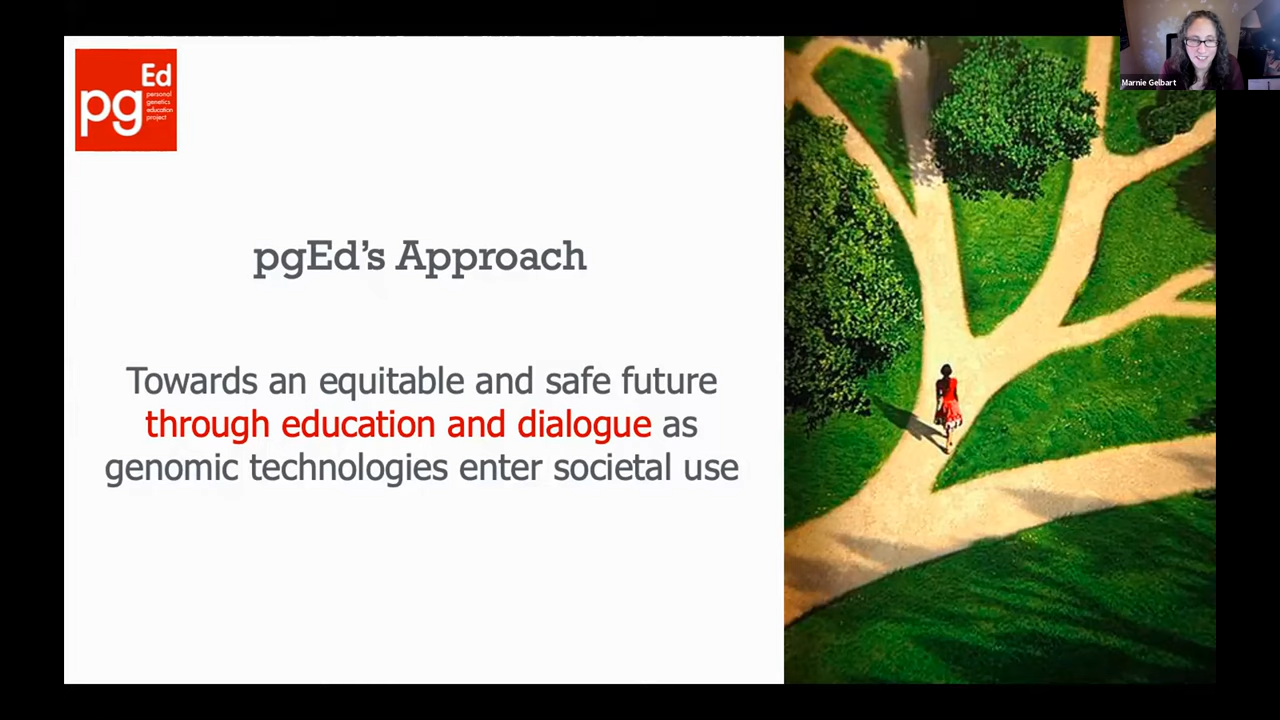 Ed
pg
personal
genetics
education
project
Marnie Gelbart
pgEd’s Approach
Towards an equitable and safe future
through education and dialogue as
genomic technologies enter societal use